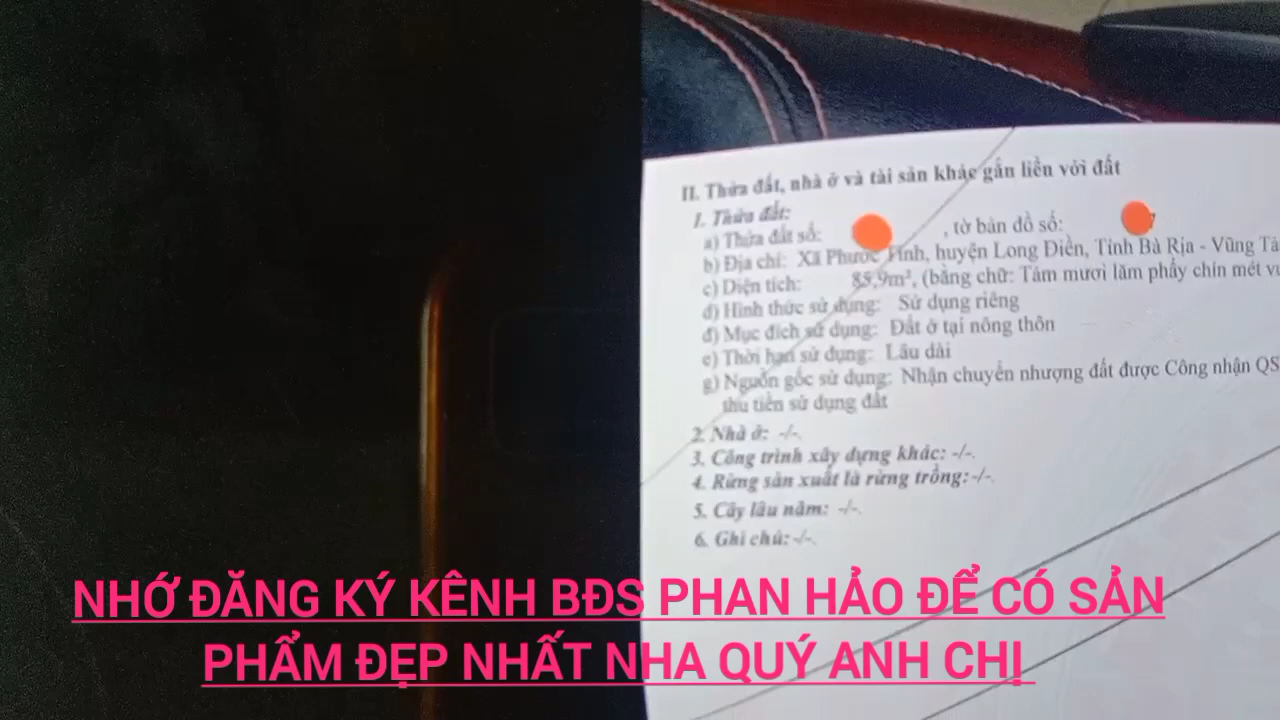 II. Thửa đất, nhà ở và tài sản khác gắn liền với đất
1. Thửa đất:
a) Thửa đất số: , tờ bản đồ số:
b) Địa chỉ: Xã Phước Tỉnh, huyện Long Điền, Tỉnh Bà Rịa - Vũng Tà
c) Diện tích: 85,9m², (bằng chữ: Tám mươi lăm phẩy chín mét vu
d) Hình thức sử dụng: Sử dụng riêng
đ) Mục đích sử dụng: Đất ở tại nông thôn
e) Thời hạn sử dụng: Lâu dài
g) Nguồn gốc sử dụng: Nhận chuyển nhượng đất được Công nhận QS
thu tiền sử dụng đất
2. Nhà ở: -/-.
3. Công trình xây dựng khác: -/-.
4. Rừng sản xuất là rừng trồng: -/-.
5. Cây lâu năm: -/-.
6. Ghi chú: -/-.
NHỚ ĐĂNG KÝ KÊNH BĐS PHAN HẢO ĐỂ CÓ SẢN
PHẨM ĐẸP NHẤT NHA QUÝ ANH CHỊ